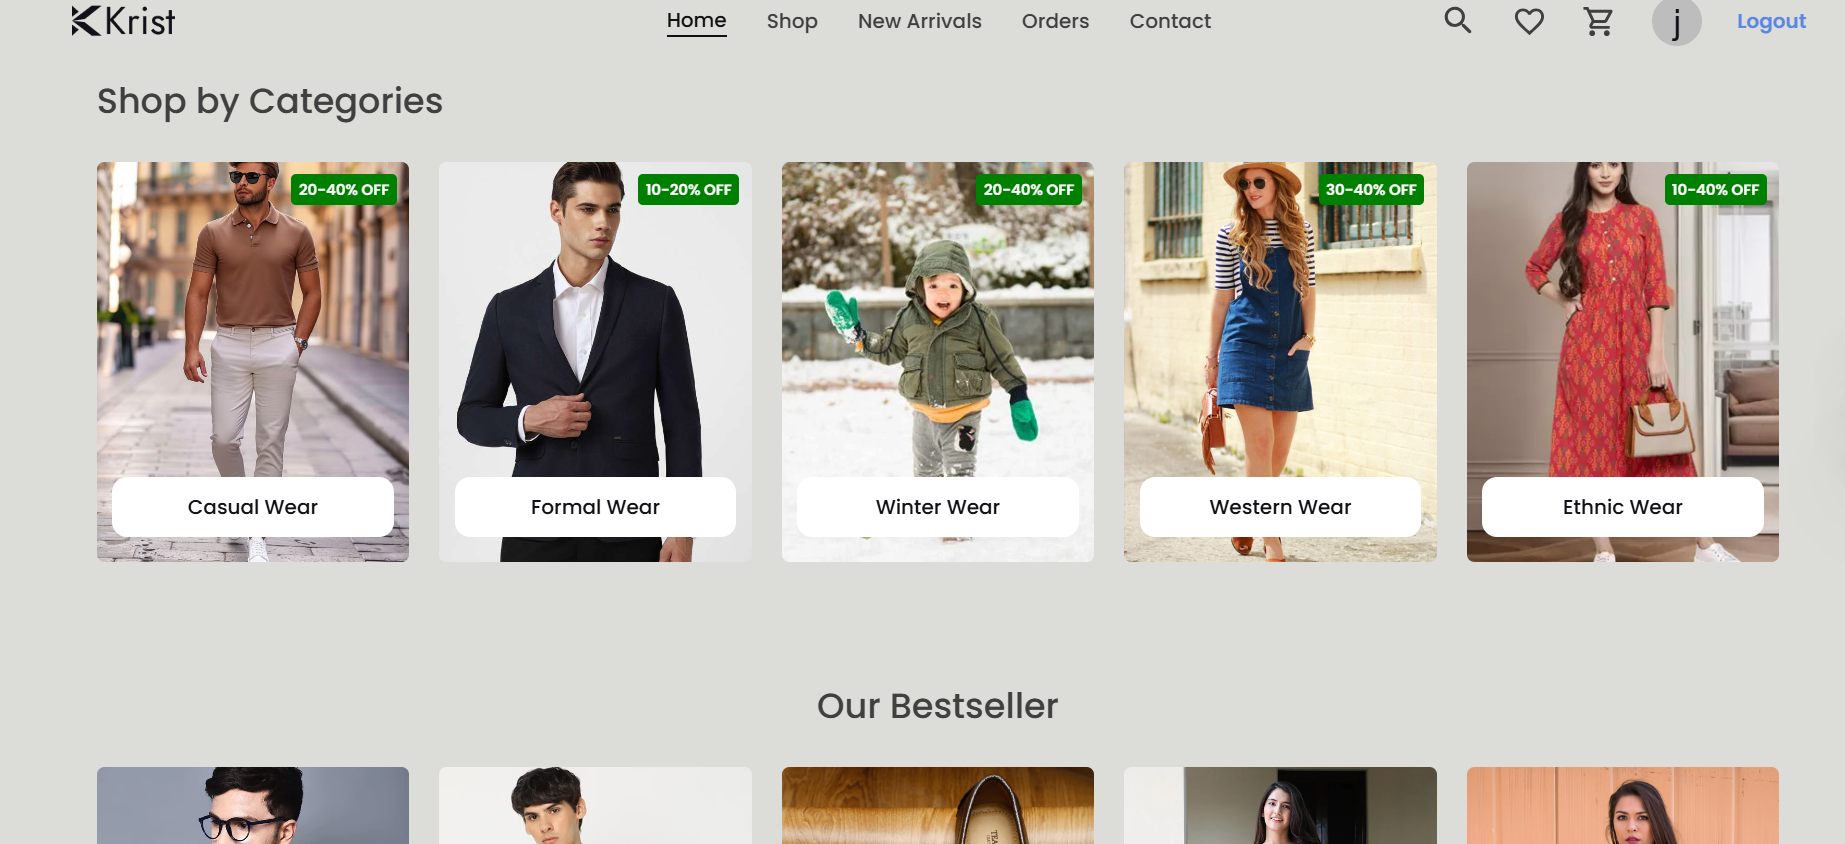 Krist
Home Shop New Arrivals Orders Contact
j
Logout
Shop by Categories
20-40% OFF
Casual Wear
10-20% OFF
Formal Wear
20-40% OFF
Winter Wear
30-40% OFF
Western Wear
10-40% OFF
Ethnic Wear
Our Bestseller